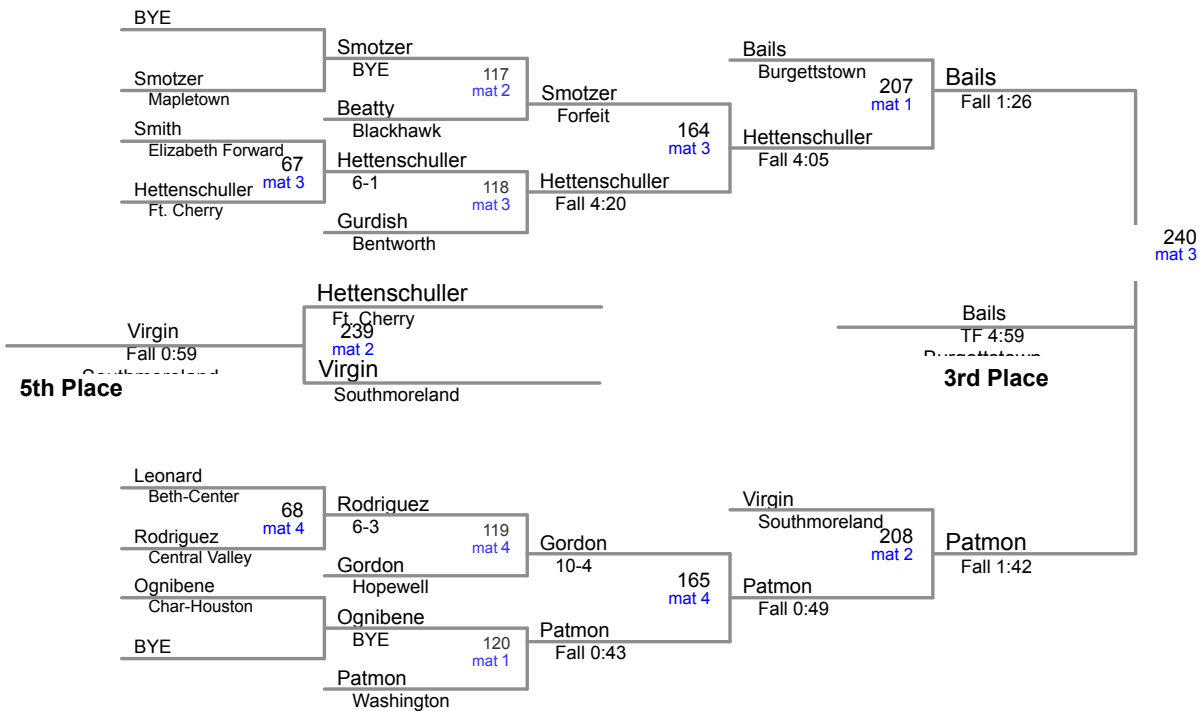 BYE
Smotzer
Mapletown
Smith
Elizabeth Forward
67
mat 3
Hettenschuller
Ft. Cherry
Smotzer
BYE
117
mat 2
Beatty
Blackhawk
Hettenschuller
6-1
118
mat 3
Gurdish
Bentworth
Smotzer
Forfeit
164
mat 3
Hettenschuller
Fall 4:20
Bails
Burgettstown
207
mat 1
Hettenschuller
Fall 4:05
Bails
Fall 1:26
240
mat 3
Hettenschuller
Ft. Cherry
239
mat 2
Virgin
Southmoreland
Virgin
Fall 0:59
Southmoreland
5th Place
Bails
TF 4:59
Burgettstown
3rd Place
Leonard
Beth-Center
68
mat 4
Rodriguez
Central Valley
Ognibene
Char-Houston
BYE
Rodriguez
6-3
119
mat 4
Gordon
Hopewell
Ognibene
BYE
120
mat 1
Patmon
Washington
Gordon
10-4
165
mat 4
Patmon
Fall 0:43
Virgin
Southmoreland
208
mat 2
Patmon
Fall 0:49
Patmon
Fall 1:42